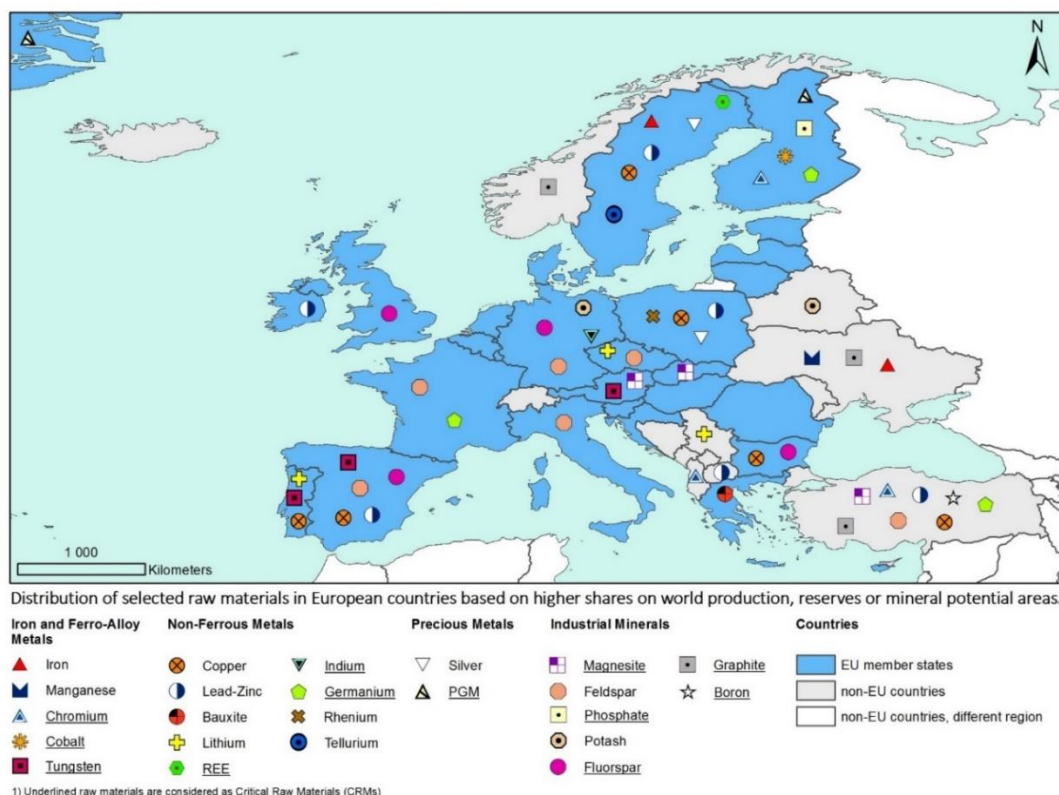 N
1 000
Kilometers
Distribution of selected raw materials in European countries based on higher shares on world production, reserves or mineral potential areas.
Iron and Ferro-Alloy Metals
Iron
Manganese
Chromium
Cobalt
Tungsten
Non-Ferrous Metals
Copper
Lead-Zinc
Bauxite
Lithium
REE
Indium
Germanium
Rhenium
Tellurium
Precious Metals
Silver
PGM
Industrial Minerals
Magnesite
Feldspar
Phosphate
Potash
Fluorspar
Graphite
Boron
Countries
EU member states
non-EU countries
non-EU countries, different region
1) Underlined raw materials are considered as Critical Raw Materials (CRMs)